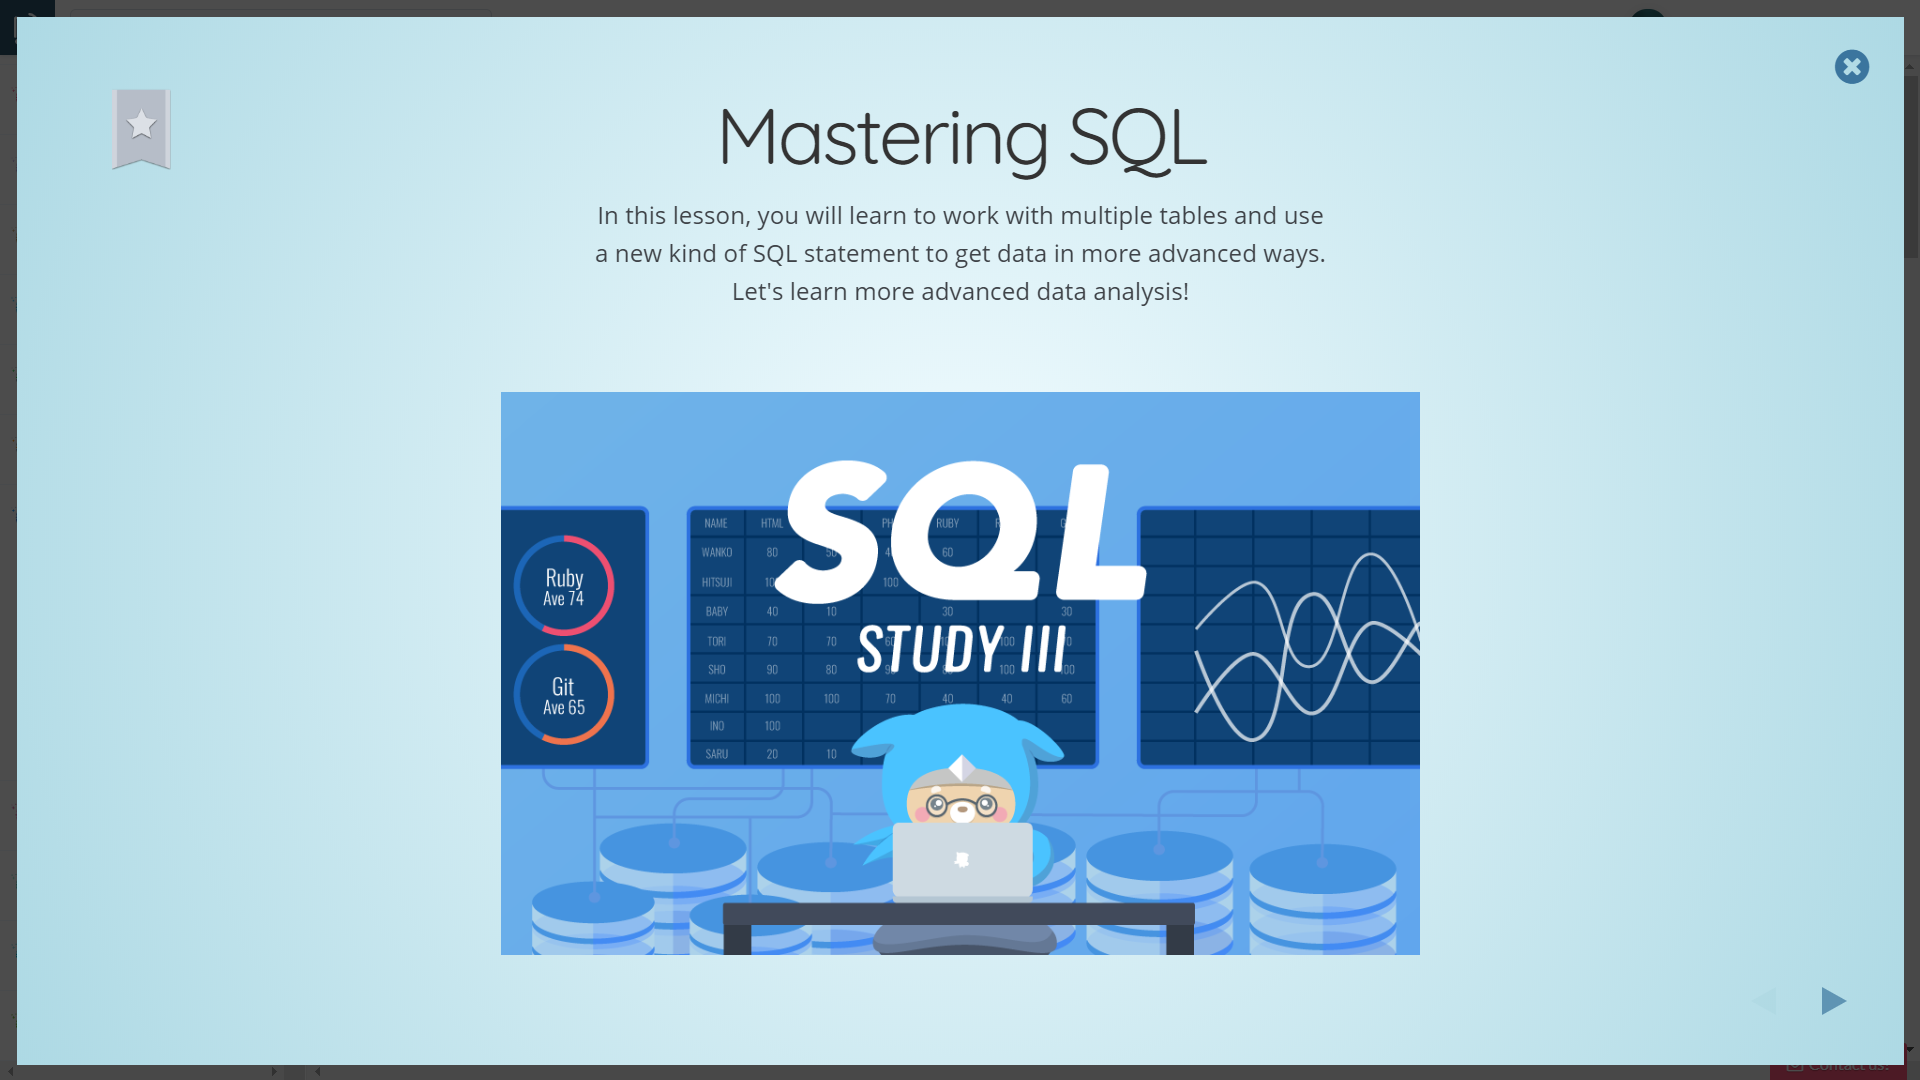 Mastering SQL
In this lesson, you will learn to work with multiple tables and use
a new kind of SQL statement to get data in more advanced ways.
Let's learn more advanced data analysis!
SQL
STUDY III
Ruby
Ave 74
Git
Ave 65
NAME HTML RUBY
WANKO 80 60
HITSUJI 100
BABY 40 10 30 30
TORI 70 70 100
SHO 90 80 100 100
MICHI 100 100 70 40 40 60
INO 100
SARU 20 10
Contact us!